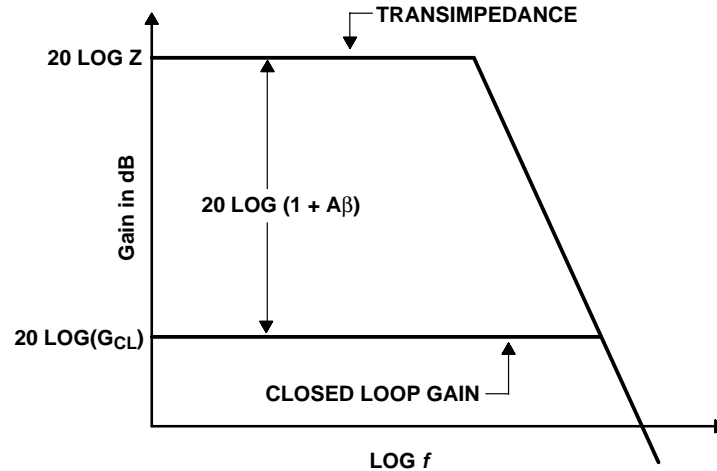 TRANSIMPEDANCE
20 LOG Z
Gain in dB
20 LOG (1 + Aβ)
20 LOG(GCL)
CLOSED LOOP GAIN
LOG f